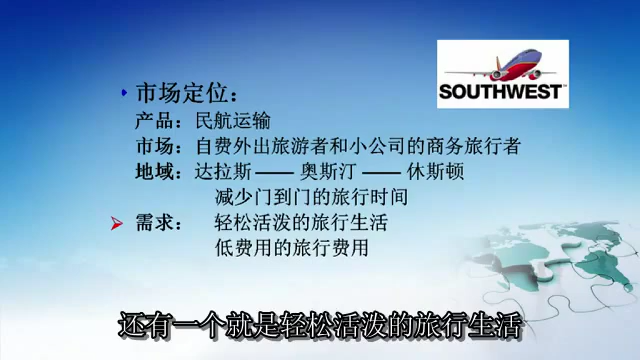 SOUTHWEST
市场定位：
产品：民航运输
市场：自费外出旅游者和小公司的商务旅行者
地域：达拉斯——奥斯汀——休斯顿
减少门到门的旅行时间
需求：轻松活泼的旅行生活
低费用的旅行费用
还有一个就是轻松活泼的旅行生活